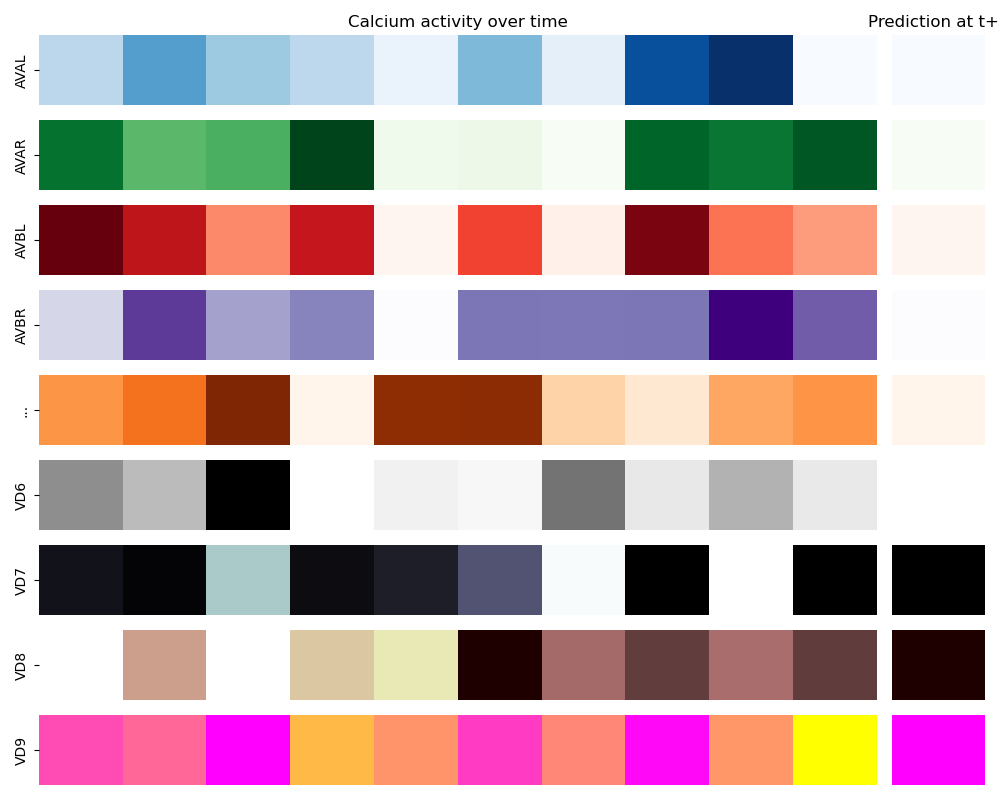 Calcium activity over time
Prediction at t+
AVAL
AVAR
AVBL
AVBR
...
VD6
VD7
VD8
VD9